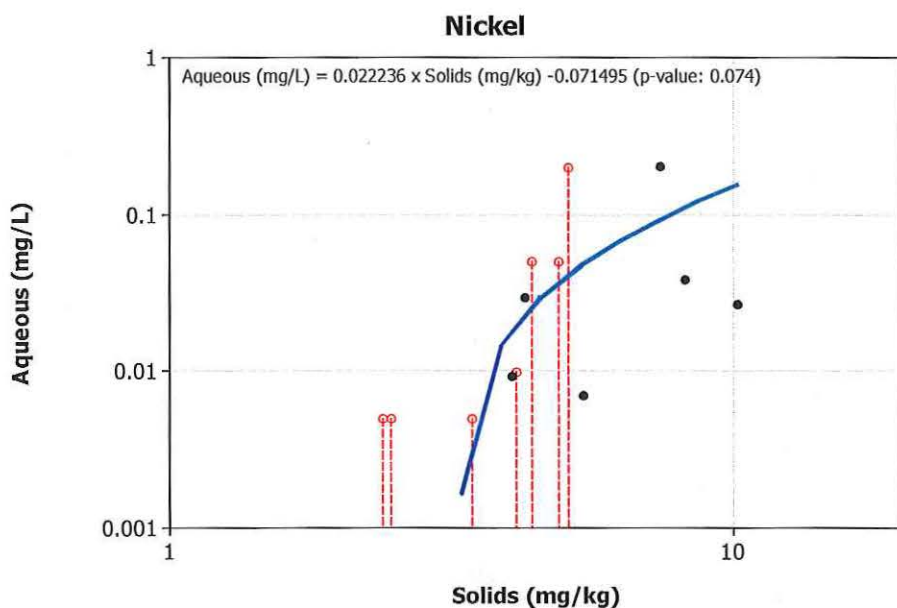 Nickel
Aqueous (mg/L) = 0.022236 x Solids (mg/kg) -0.071495 (p-value: 0.074)
1
0.1
0.01
0.001
Aqueous (mg/L)
1
10
Solids (mg/kg)